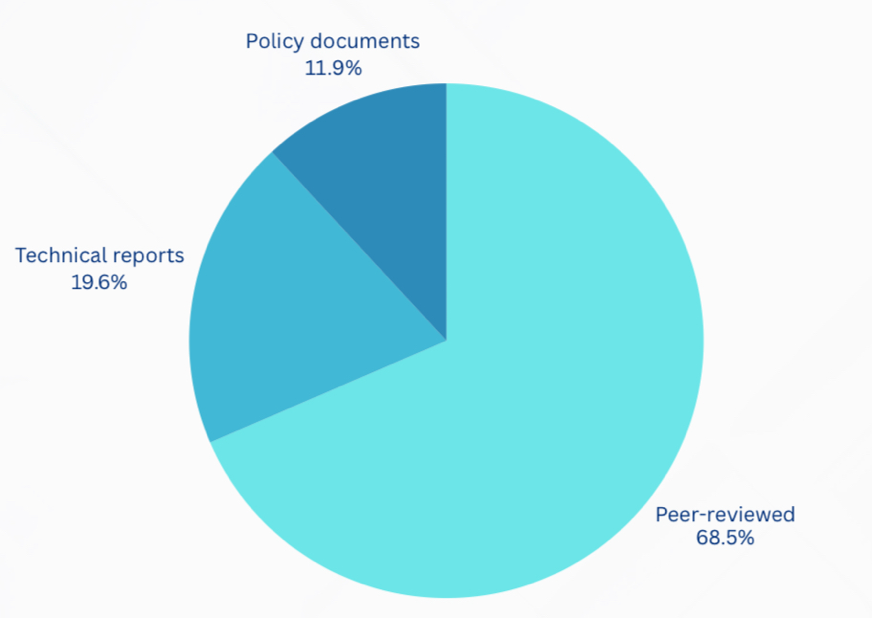 Policy documents
11.9%
Technical reports
19.6%
Peer-reviewed
68.5%